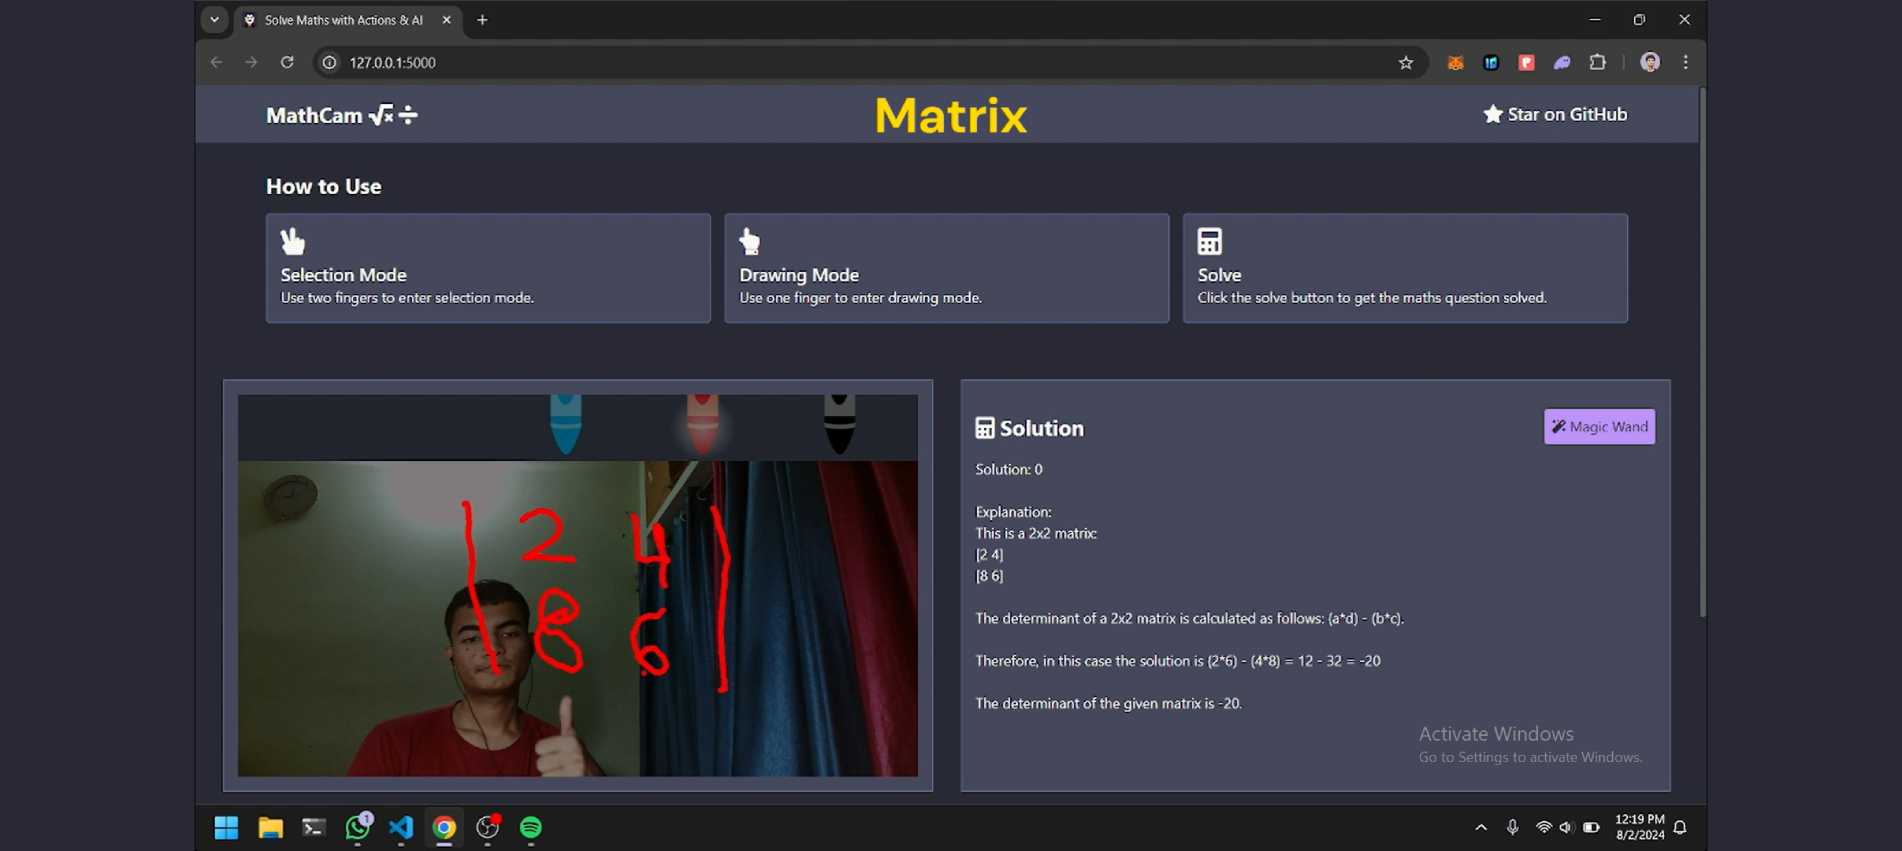 Solve Maths with Actions & AI
127.0.0.1:5000
MathCam √x ÷
Matrix
Star on GitHub
How to Use
Selection Mode
Use two fingers to enter selection mode.
Drawing Mode
Use one finger to enter drawing mode.
Solve
Click the solve button to get the maths question solved.
| 2 4 |
| 8 6 |
Solution
Magic Wand
Solution: 0
Explanation:
This is a 2x2 matrix:
[2 4]
[8 6]
The determinant of a 2x2 matrix is calculated as follows: (a*d) - (b*c).
Therefore, in this case the solution is (2*6) - (4*8) = 12 - 32 = -20
The determinant of the given matrix is -20.
Activate Windows
Go to Settings to activate Windows.
1
12:19 PM
8/2/2024